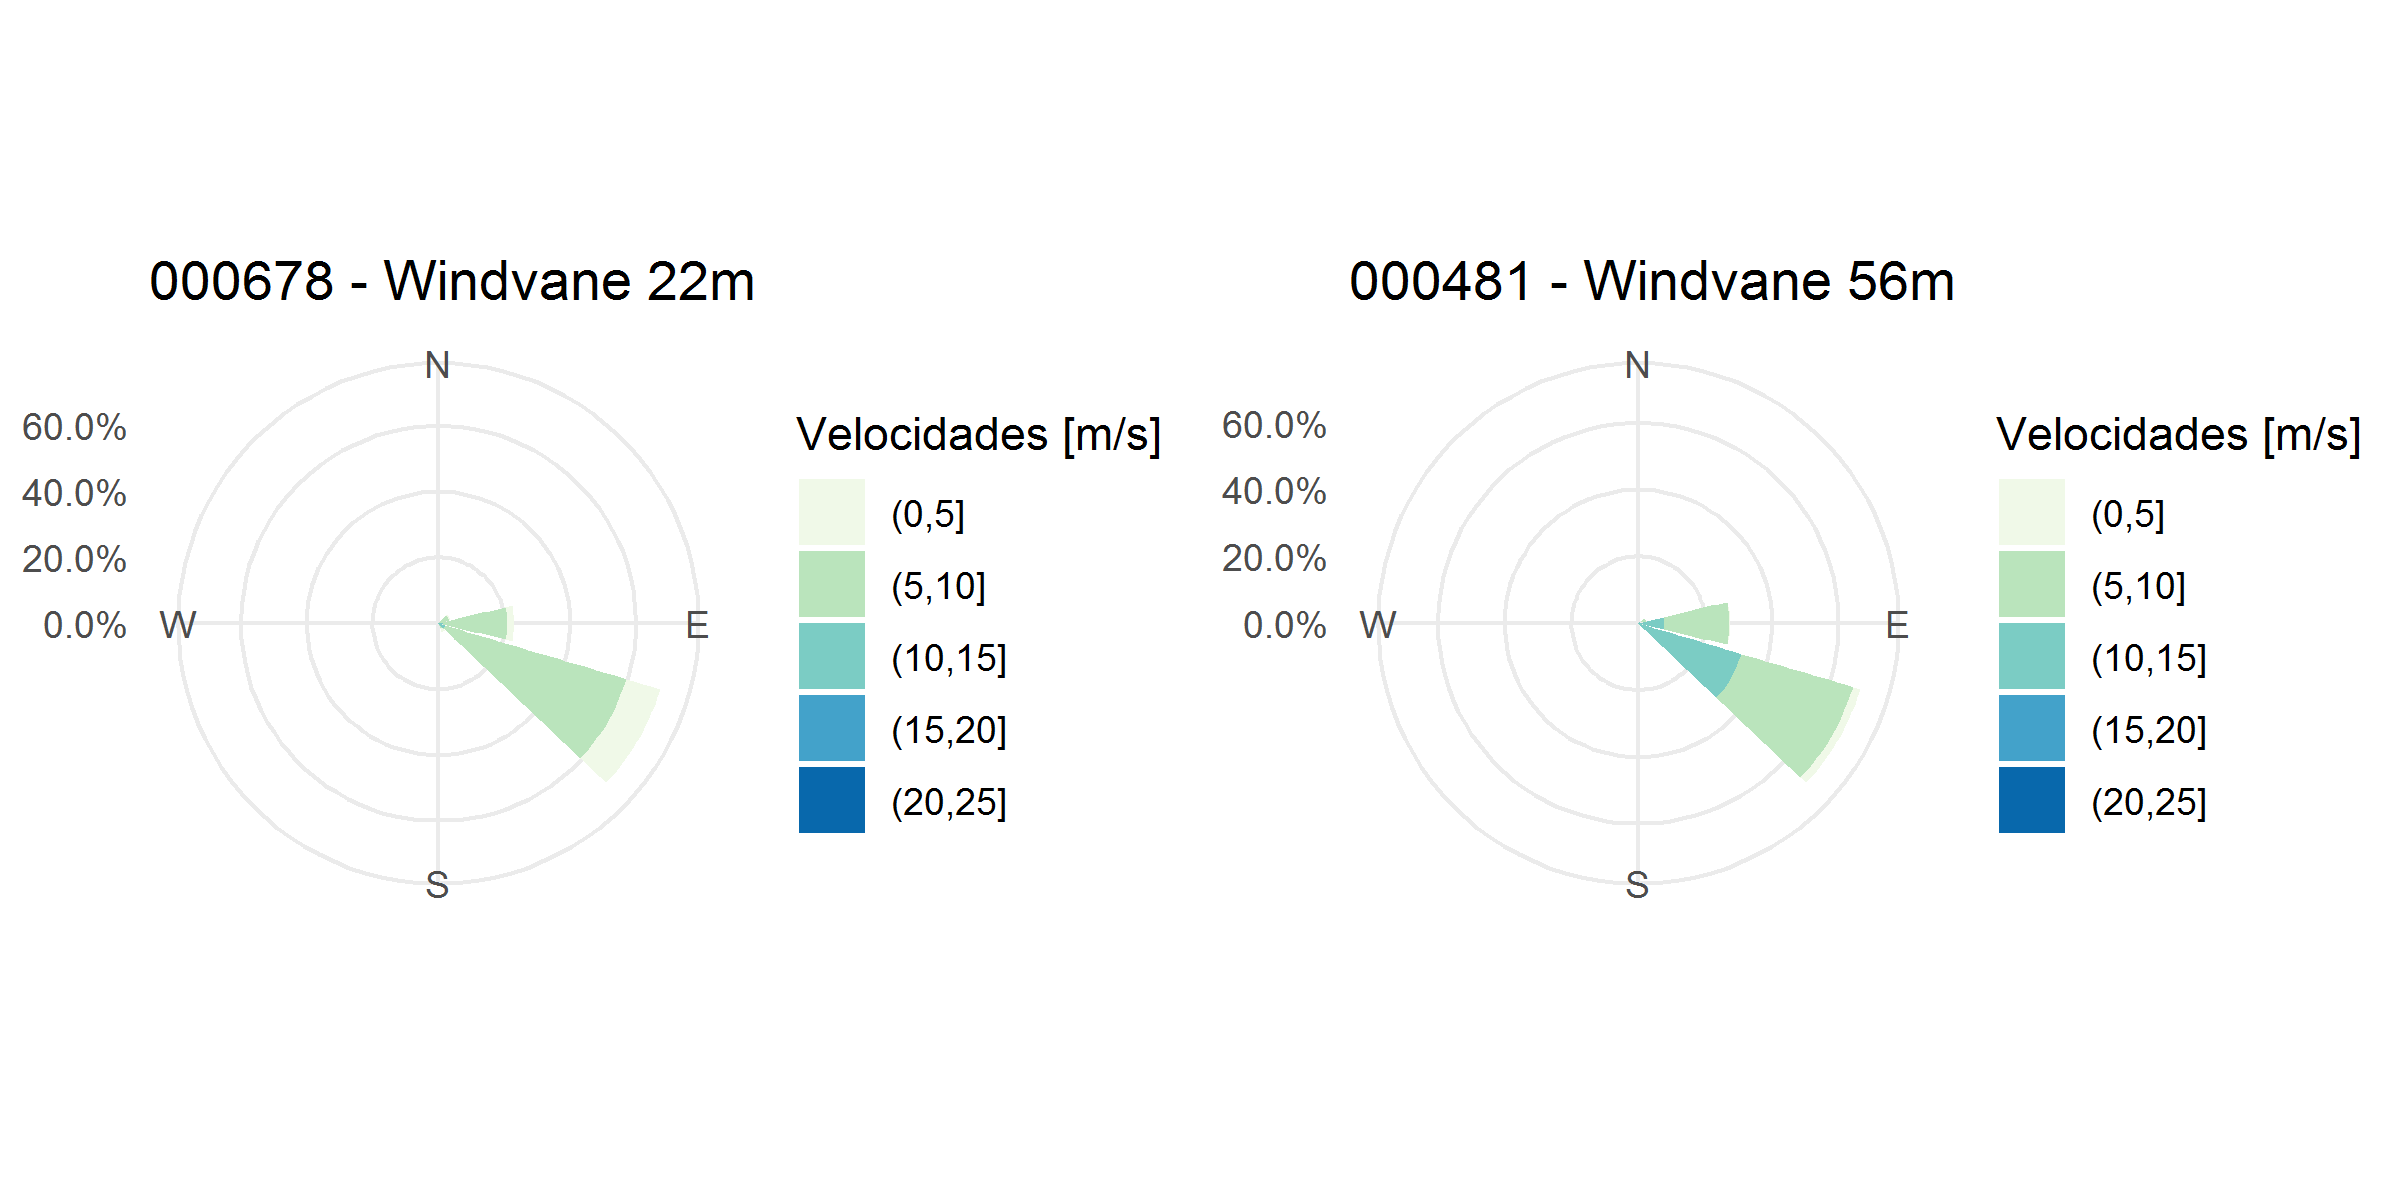 000678 - Windvane 22m
N
60.0%
40.0%
20.0%
0.0%
W
E
S
Velocidades [m/s]
(0,5]
(5,10]
(10,15]
(15,20]
(20,25]
000481 - Windvane 56m
N
60.0%
40.0%
20.0%
0.0%
W
E
S
Velocidades [m/s]
(0,5]
(5,10]
(10,15]
(15,20]
(20,25]